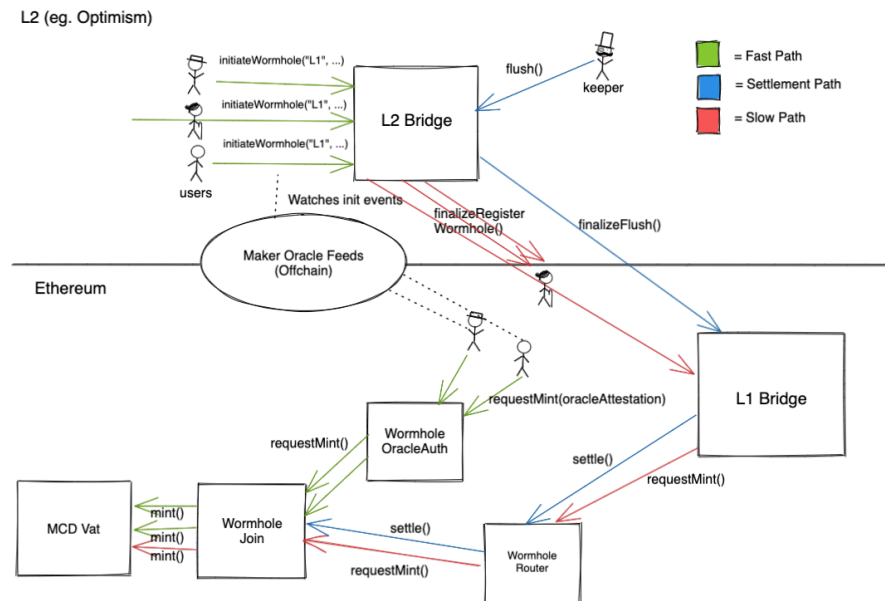 L2 (eg. Optimism)
initiateWormhole("L1", ...)
initiateWormhole("L1", ...)
initiateWormhole("L1", ...)
users
L2 Bridge
flush()
keeper
= Fast Path
= Settlement Path
= Slow Path
Watches init events
finalizeRegister
Wormhole()
finalizeFlush()
Maker Oracle Feeds
(Offchain)
Ethereum
L1 Bridge
requestMint(oracleAttestation)
Wormhole
OracleAuth
requestMint()
settle()
requestMint()
MCD Vat
mint()
mint()
mint()
Wormhole
Join
settle()
requestMint()
Wormhole
Router